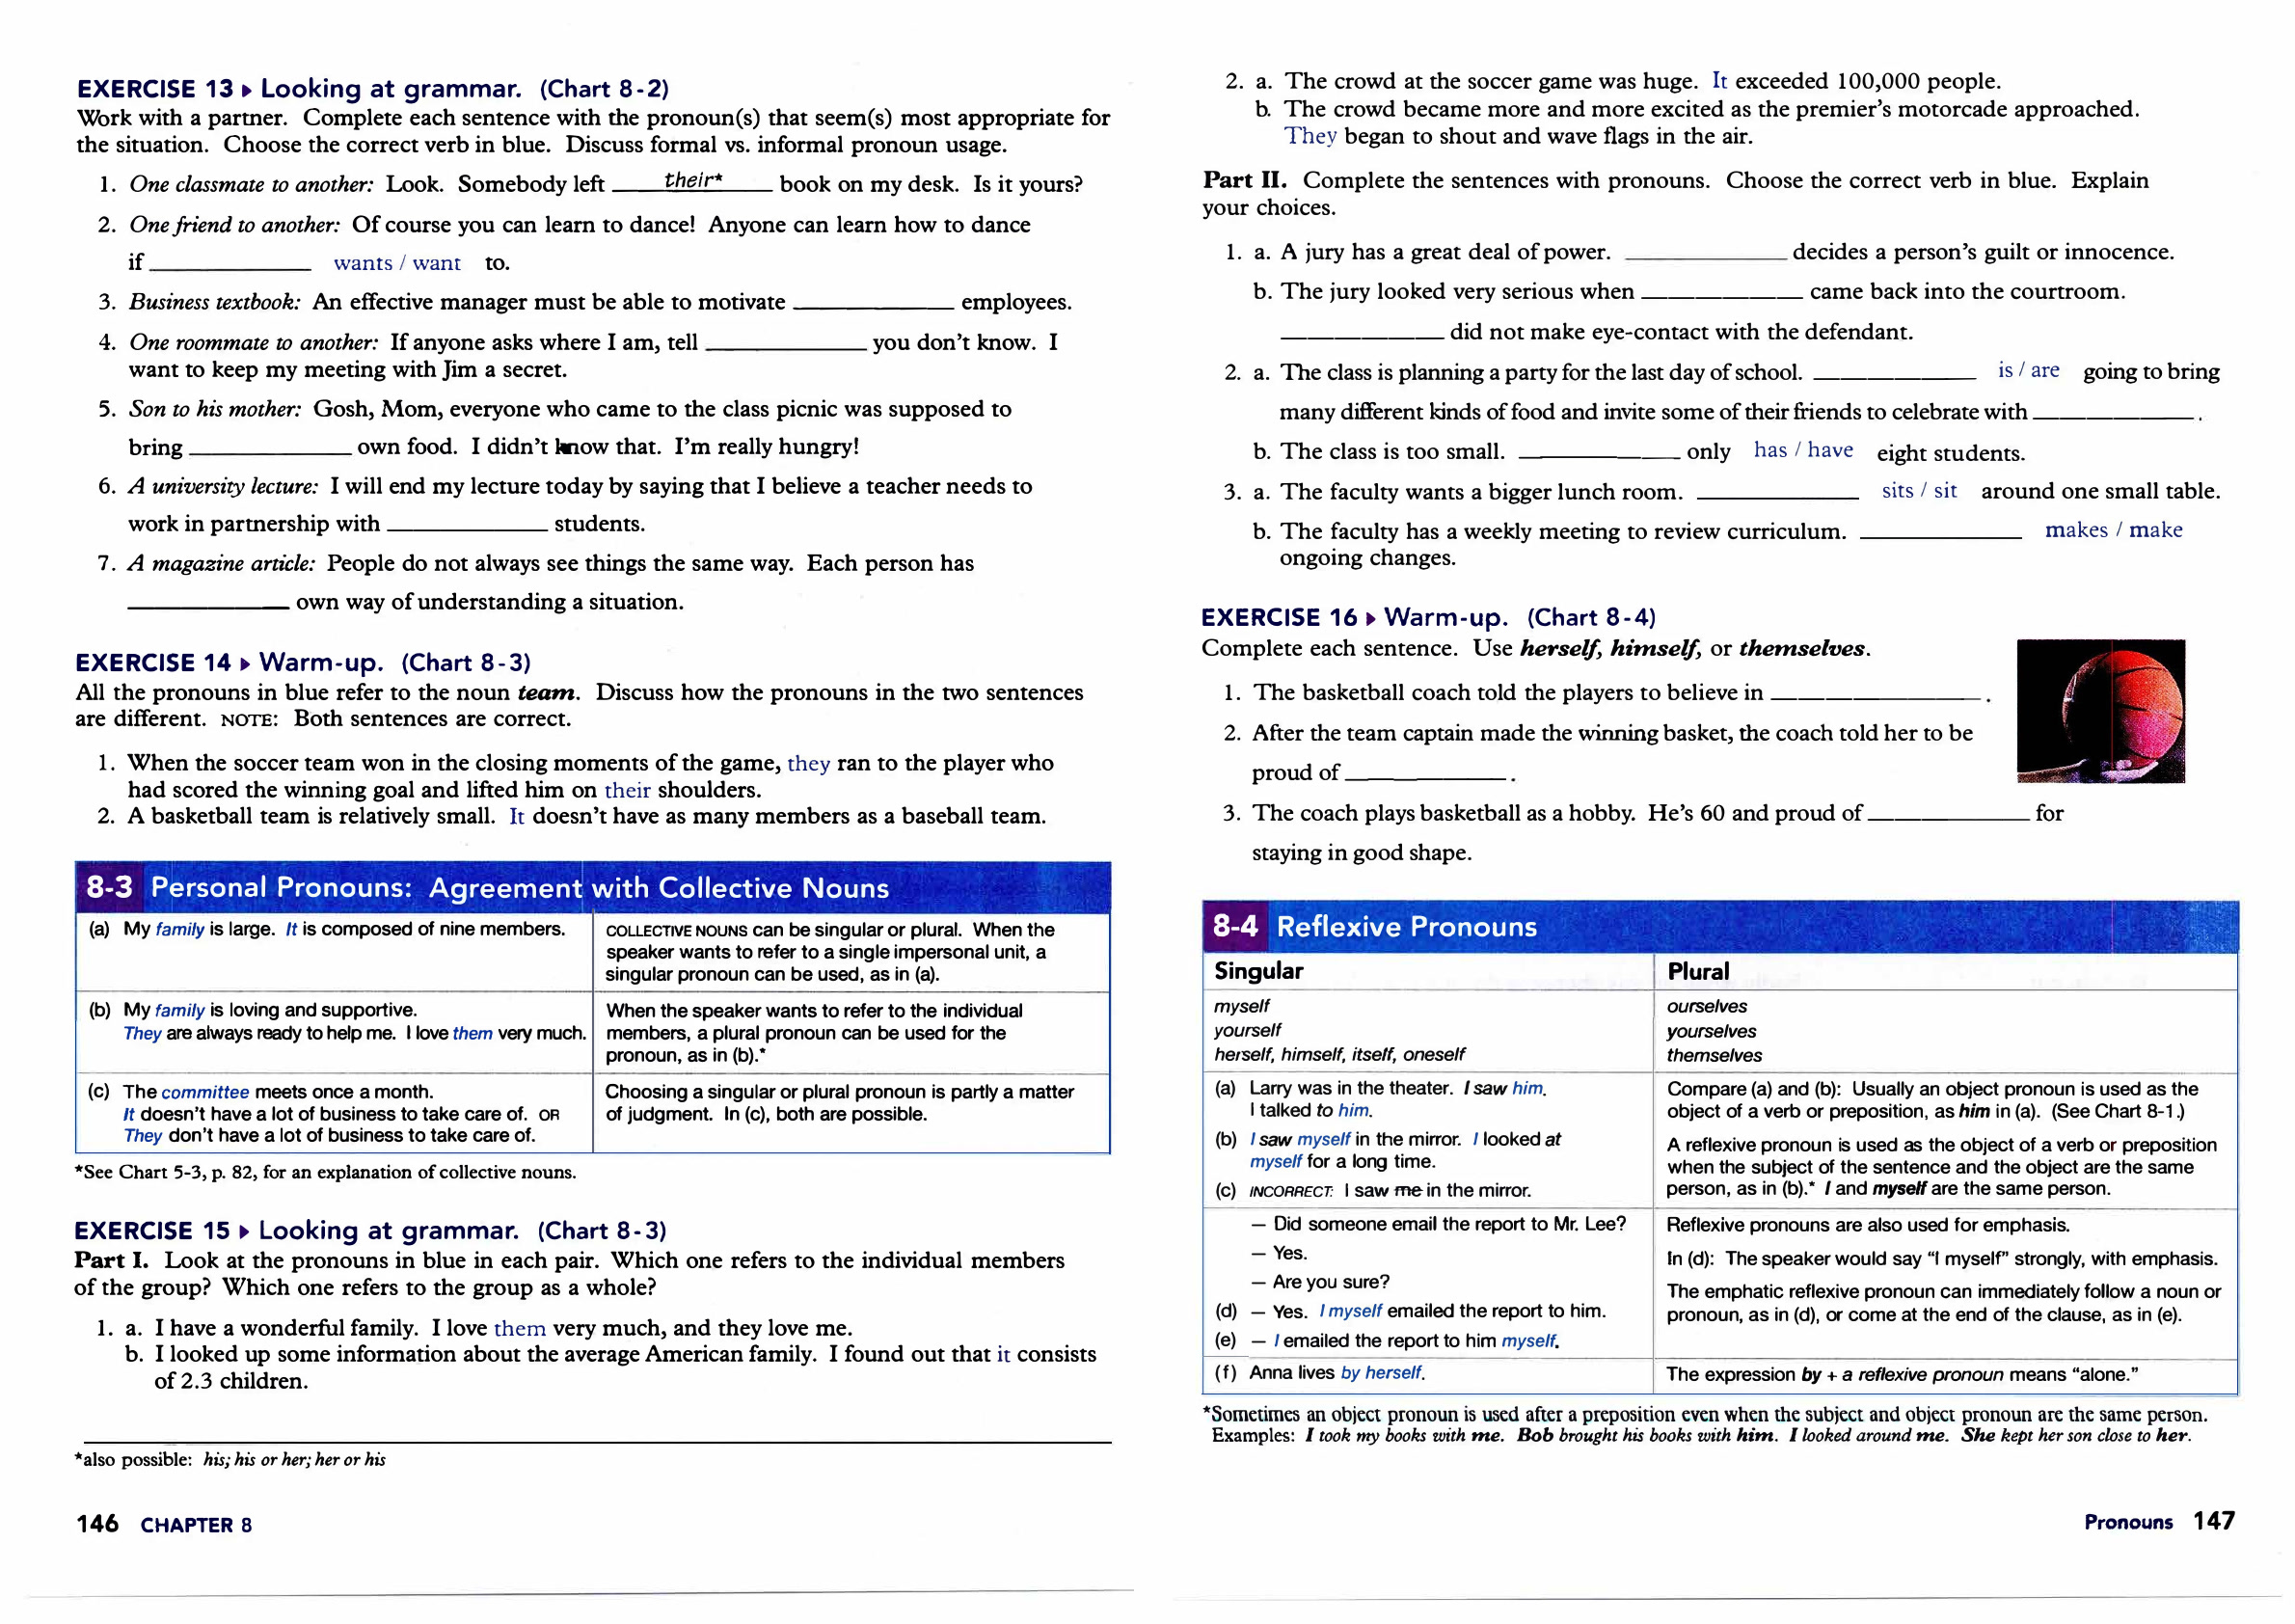 EXERCISE 13 ▸ Looking at grammar. (Chart 8-2)
Work with a partner. Complete each sentence with the pronoun(s) that seem(s) most appropriate for
the situation. Choose the correct verb in blue. Discuss formal vs. informal pronoun usage.
1. One classmate to another: Look. Somebody left their* book on my desk. Is it yours?
2. One friend to another: Of course you can learn to dance! Anyone can learn how to dance
if ____________ wants / want to.
3. Business textbook: An effective manager must be able to motivate ____________ employees.
4. One roommate to another: If anyone asks where I am, tell ____________ you don't know. I
want to keep my meeting with Jim a secret.
5. Son to his mother: Gosh, Mom, everyone who came to the class picnic was supposed to
bring ____________ own food. I didn't know that. I'm really hungry!
6. A university lecture: I will end my lecture today by saying that I believe a teacher needs to
work in partnership with ____________ students.
7. A magazine article: People do not always see things the same way. Each person has
____________ own way of understanding a situation.
EXERCISE 14 ▸ Warm-up. (Chart 8-3)
All the pronouns in blue refer to the noun team. Discuss how the pronouns in the two sentences
are different. NOTE: Both sentences are correct.
1. When the soccer team won in the closing moments of the game, they ran to the player who
had scored the winning goal and lifted him on their shoulders.
2. A basketball team is relatively small. It doesn't have as many members as a baseball team.
8-3 Personal Pronouns: Agreement with Collective Nouns
(a) My family is large. It is composed of nine members.
COLLECTIVE NOUNS can be singular or plural. When the
speaker wants to refer to a single impersonal unit, a
singular pronoun can be used, as in (a).
(b) My family is loving and supportive.
They are always ready to help me. I love them very much.
When the speaker wants to refer to the individual
members, a plural pronoun can be used for the
pronoun, as in (b).*
(c) The committee meets once a month.
It doesn't have a lot of business to take care of. OR
They don't have a lot of business to take care of.
Choosing a singular or plural pronoun is partly a matter
of judgment. In (c), both are possible.
*See Chart 5-3, p. 82, for an explanation of collective nouns.
EXERCISE 15 ▸ Looking at grammar. (Chart 8-3)
Part I. Look at the pronouns in blue in each pair. Which one refers to the individual members
of the group? Which one refers to the group as a whole?
1. a. I have a wonderful family. I love them very much, and they love me.
b. I looked up some information about the average American family. I found out that it consists
of 2.3 children.
*also possible: his; his or her; her or his
146 CHAPTER 8
2. a. The crowd at the soccer game was huge. It exceeded 100,000 people.
b. The crowd became more and more excited as the premier's motorcade approached.
They began to shout and wave flags in the air.
Part II. Complete the sentences with pronouns. Choose the correct verb in blue. Explain
your choices.
1. a. A jury has a great deal of power. ____________ decides a person's guilt or innocence.
b. The jury looked very serious when ____________ came back into the courtroom.
____________ did not make eye-contact with the defendant.
2. a. The class is planning a party for the last day of school. ____________ is / are going to bring
many different kinds of food and invite some of their friends to celebrate with ____________.
b. The class is too small. ____________ only has / have eight students.
3. a. The faculty wants a bigger lunch room. ____________ sits / sit around one small table.
b. The faculty has a weekly meeting to review curriculum. ____________ makes / make
ongoing changes.
EXERCISE 16 ▸ Warm-up. (Chart 8-4)
Complete each sentence. Use herself, himself, or themselves.
1. The basketball coach told the players to believe in ____________.
2. After the team captain made the winning basket, the coach told her to be
proud of ____________.
3. The coach plays basketball as a hobby. He's 60 and proud of ____________ for
staying in good shape.
8-4 Reflexive Pronouns
Singular
Plural
myself
yourself
herself, himself, itself, oneself
ourselves
yourselves
themselves
(a) Larry was in the theater. I saw him.
I talked to him.
(b) I saw myself in the mirror. I looked at
myself for a long time.
(c) INCORRECT: I saw me in the mirror.
Compare (a) and (b): Usually an object pronoun is used as the
object of a verb or preposition, as him in (a). (See Chart 8-1.)
A reflexive pronoun is used as the object of a verb or preposition
when the subject of the sentence and the object are the same
person, as in (b).* I and myself are the same person.
— Did someone email the report to Mr. Lee?
— Yes.
— Are you sure?
(d) — Yes. I myself emailed the report to him.
(e) — I emailed the report to him myself.
Reflexive pronouns are also used for emphasis.
In (d): The speaker would say "I myself" strongly, with emphasis.
The emphatic reflexive pronoun can immediately follow a noun or
pronoun, as in (d), or come at the end of the clause, as in (e).
(f) Anna lives by herself.
The expression by + a reflexive pronoun means "alone."
*Sometimes an object pronoun is used after a preposition even when the subject and object pronoun are the same person.
Examples: I took my books with me. Bob brought his books with him. I looked around me. She kept her son close to her.
Pronouns 147